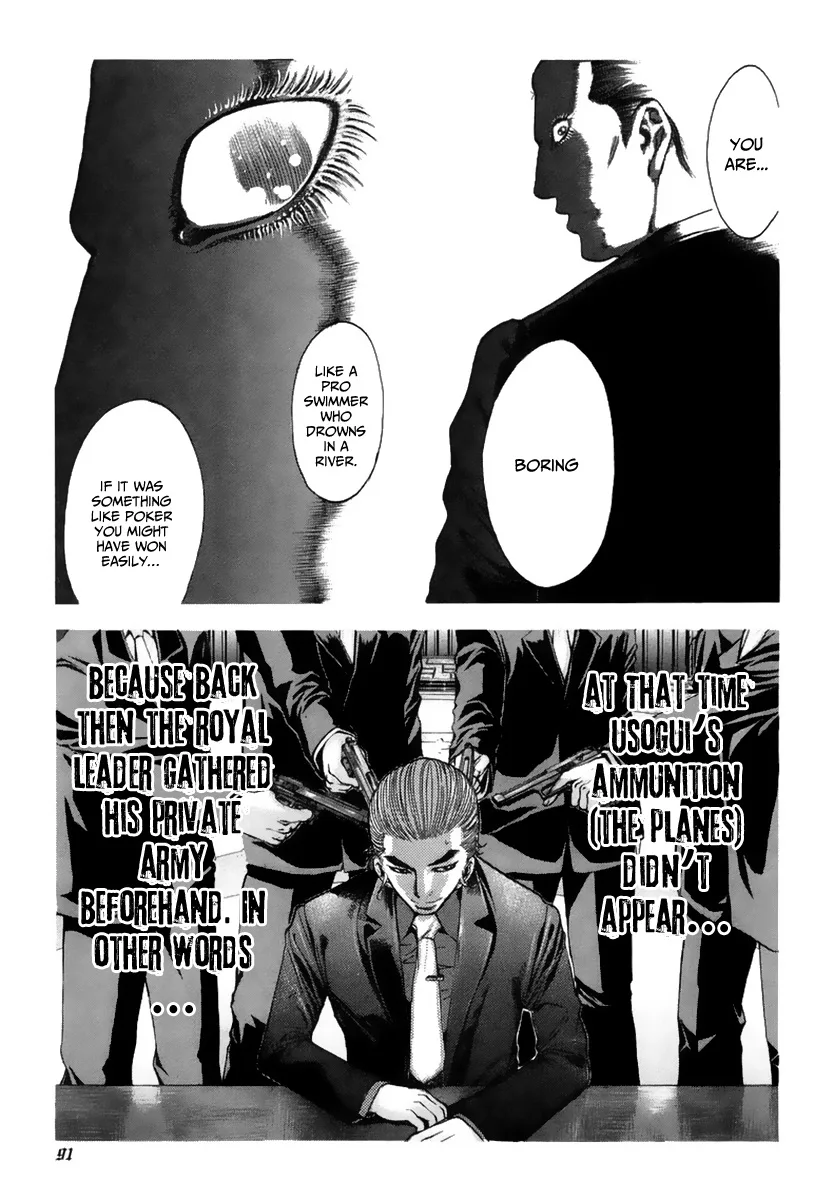 YOU
ARE...
BORING
LIKE A
PRO
SWIMMER
WHO
DROWNS
IN A
RIVER.
IF IT WAS
SOMETHING
LIKE POKER
YOU MIGHT
HAVE WON
EASILY...
AT THAT TIME
USOGUI'S
AMMUNITION
(THE PLANES)
DIDN'T
APPEAR...
BECAUSE BACK
THEN THE ROYAL
LEADER GATHERED
HIS PRIVATÉ
ARMY
BEFOREHAND. IN
OTHER WORDS
...
91